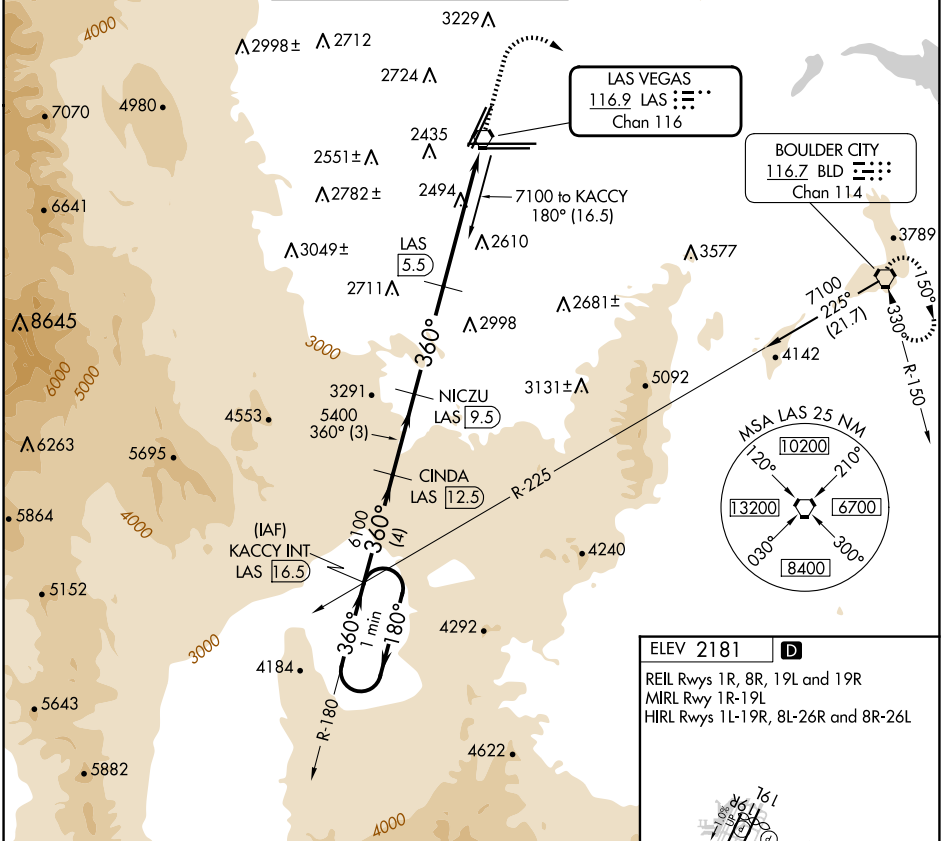 4000
2998±
2712
3229
2724
7070
4980
LAS VEGAS
116.9 LAS
Chan 116
2435
2551±
BOULDER CITY
116.7 BLD
Chan 114
2782±
2494
7100 to KACCY
180° (16.5)
6641
3049±
LAS
5.5
2610
3577
3789
2711
2681±
7100
225°
(21.7)
150°
330°
R-150
8645
2998
3000
360°
4142
6000
5000
3291
NICZU
LAS 9.5
3131±
5092
4553
5400
360° (3)
6263
5695
MSA LAS 25 NM
10200
120°
210°
13200
6700
030°
300°
8400
CINDA
LAS 12.5
R-225
5864
4000
(IAF)
KACCY INT
LAS 16.5
6100
360°
(4)
4240
5152
360°
1 min
180°
4292
3000
4184
ELEV 2181 D
REIL Rwys 1R, 8R, 19L and 19R
MIRL Rwy 1R-19L
HIRL Rwys 1L-19R, 8L-26R and 8R-26L
5643
R-180
4622
5882
4000
19L
19R
1.0%
UP